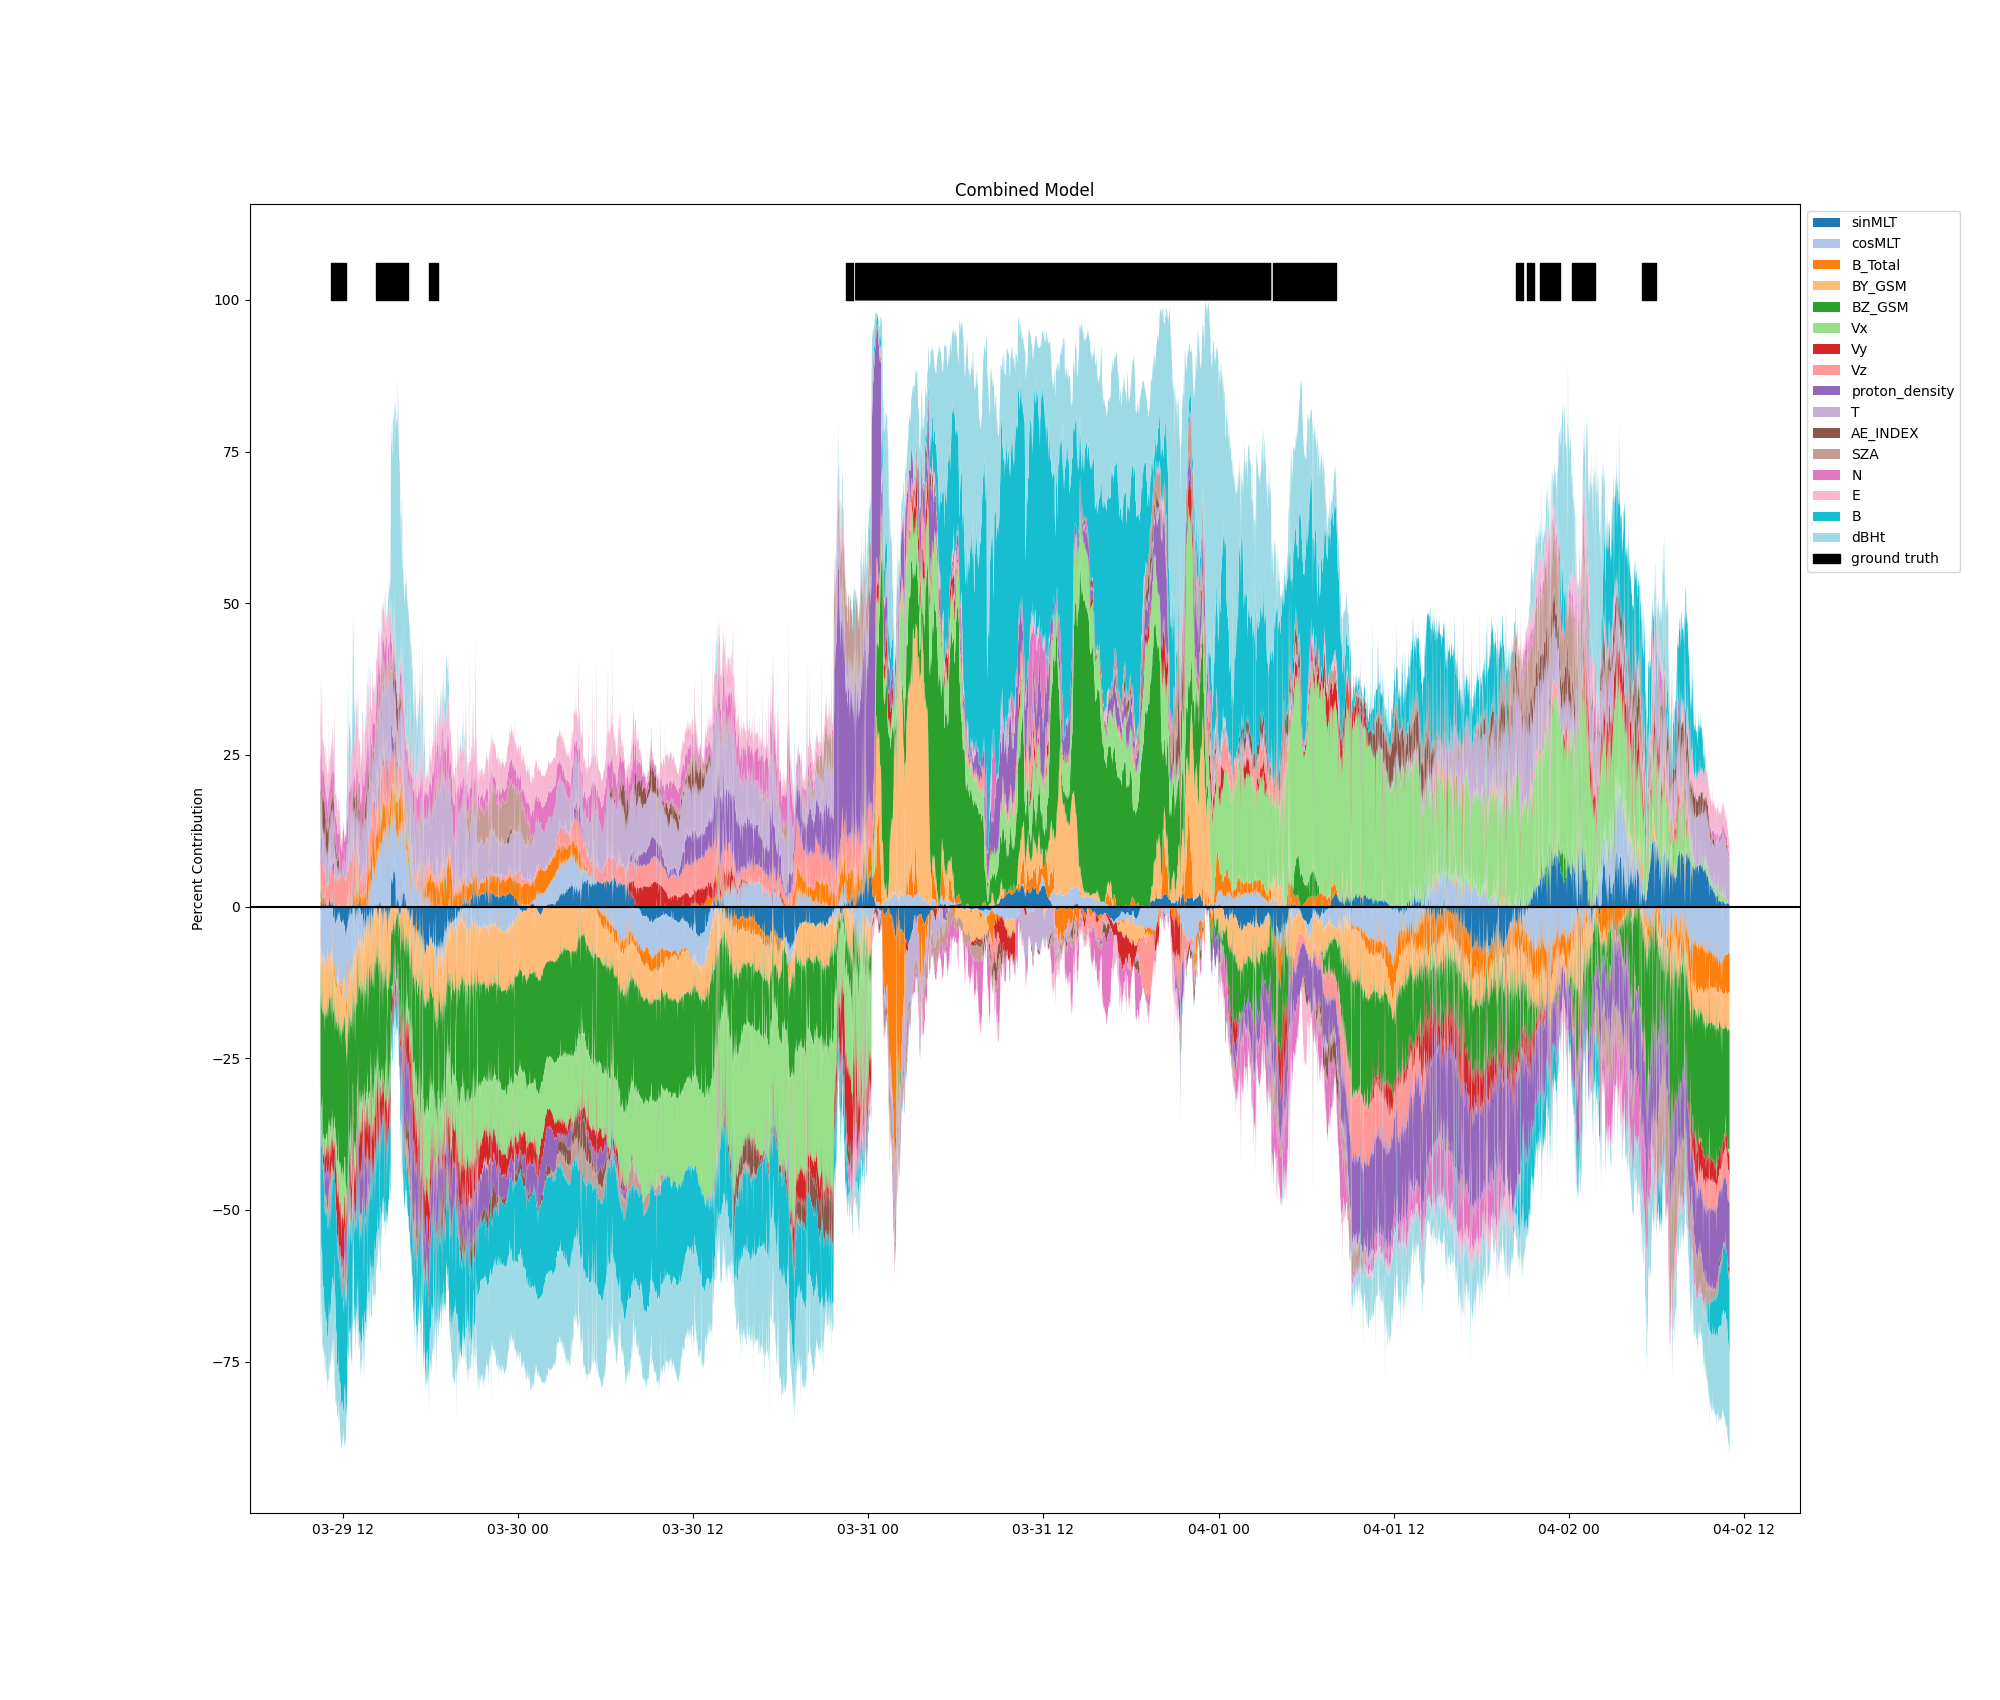 Combined Model
sinMLT
cosMLT
B_Total
BY_GSM
BZ_GSM
Vx
Vy
Vz
proton_density
T
AE_INDEX
SZA
N
E
B
dBHt
ground truth
Percent Contribution
100
75
50
25
0
−25
−50
−75
03-29 12
03-30 00
03-30 12
03-31 00
03-31 12
04-01 00
04-01 12
04-02 00
04-02 12